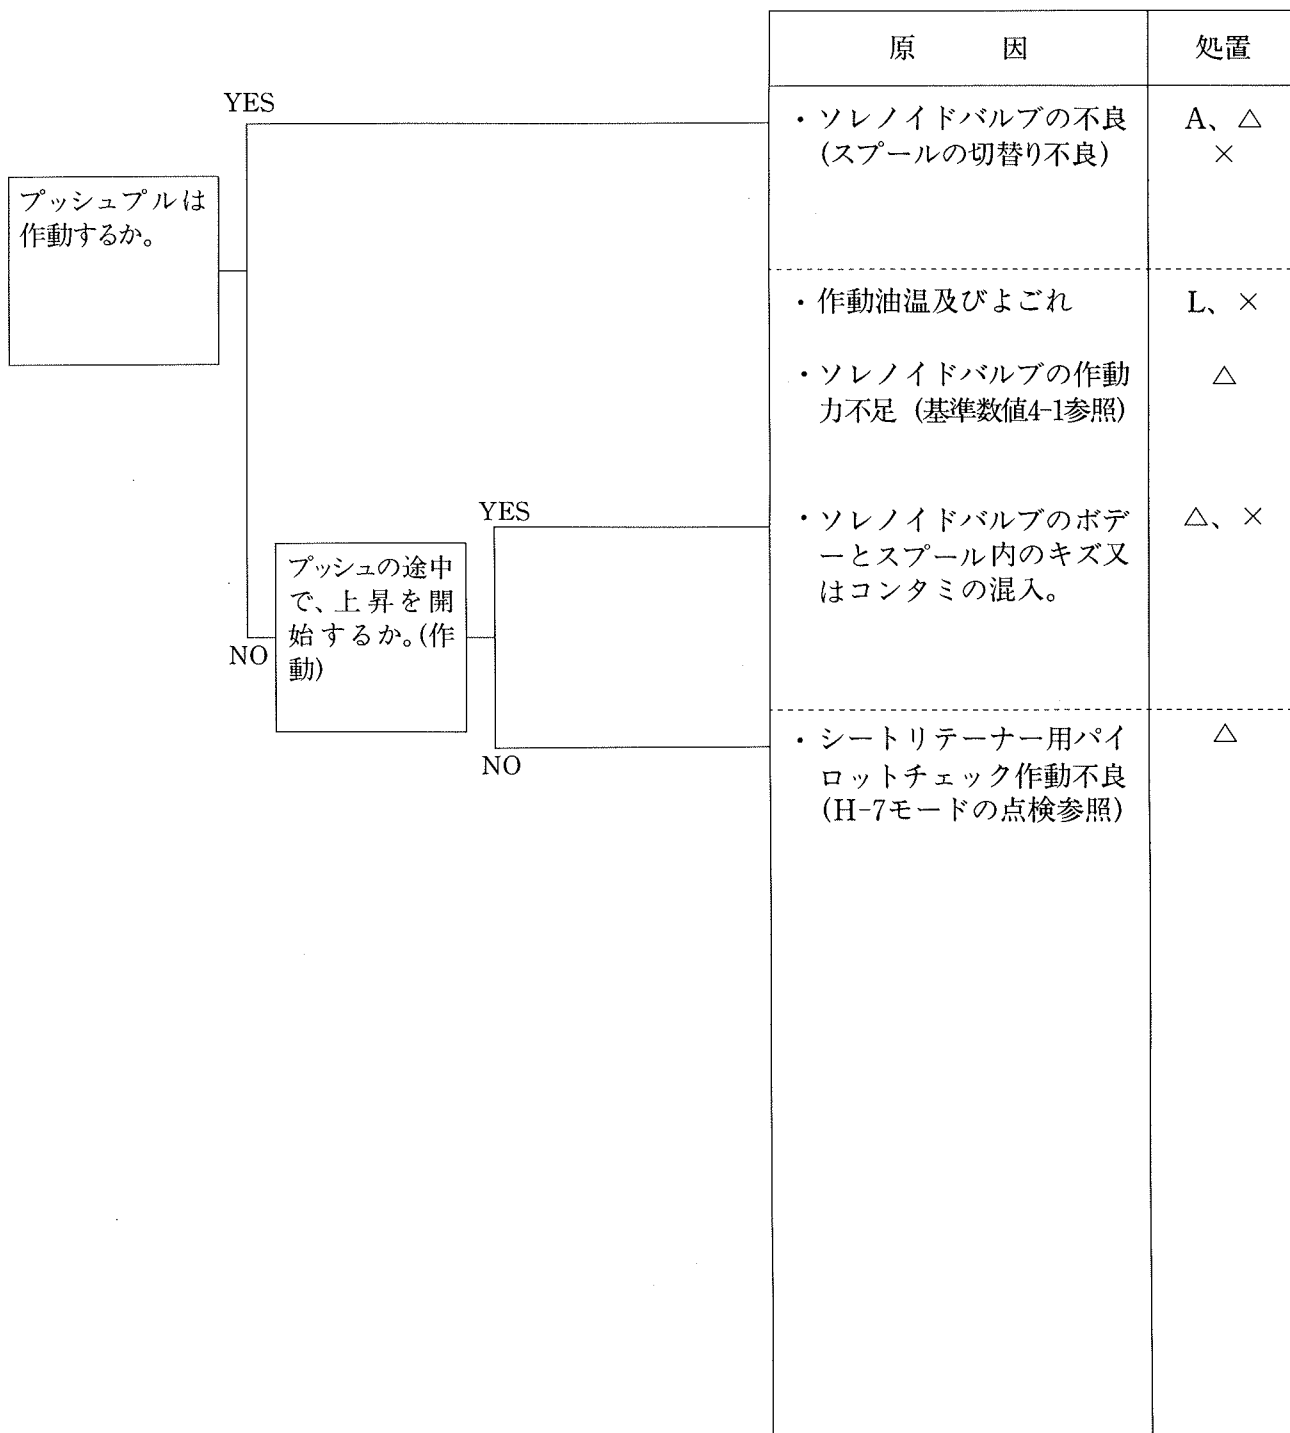 原　因
処置
YES
・ソレノイドバルブの不良
(スプールの切替り不良)
A、△
×
プッシュプルは
作動するか。
・作動油温及びよごれ
L、×
・ソレノイドバルブの作動
力不足 (基準数値4-1参照)
△
YES
・ソレノイドバルブのボデ
ーとスプール内のキズ又
はコンタミの混入。
△、×
プッシュの途中
で、上昇を開
始するか。(作
動)
NO
NO
・シートリテーナー用パイ
ロットチェック作動不良
(H-7モードの点検参照)
△